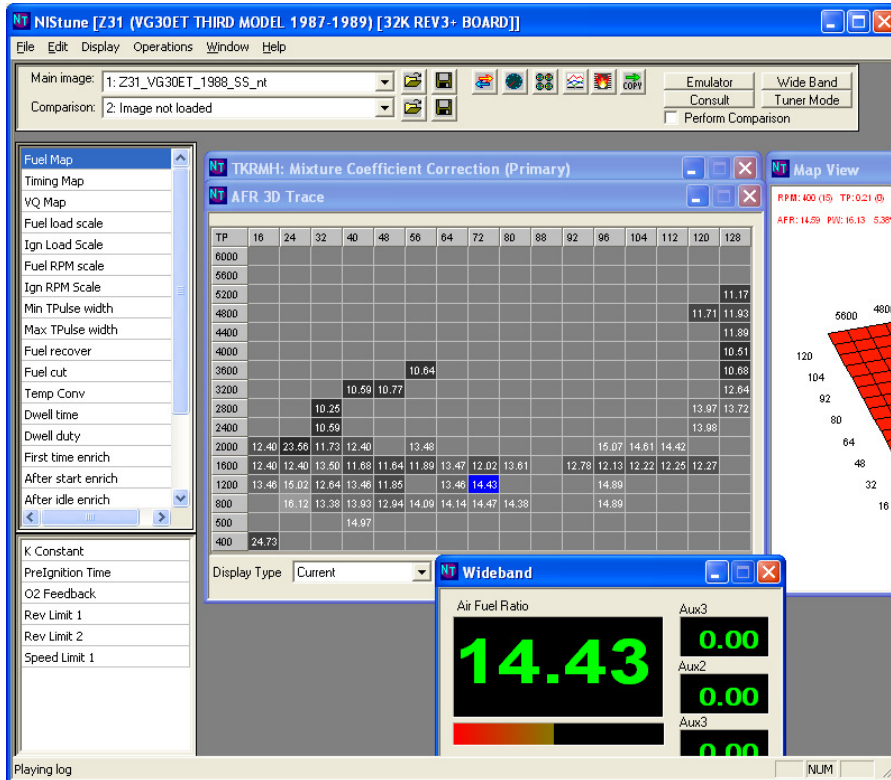 NIStune [Z31 (VG30ET THIRD MODEL 1987-1989) [32K REV3+ BOARD]]
File Edit Display Operations Window Help
Main image: 1: Z31_VG30ET_1988_SS_nt
COPY
Emulator Wide Band
Comparison: 2: Image not loaded
Consult Tuner Mode
Perform Comparison
Fuel Map
Timing Map
VQ Map
Fuel load scale
Ign Load Scale
Fuel RPM scale
Ign RPM Scale
Min TPulse width
Max TPulse width
Fuel recover
Fuel cut
Temp Conv
Dwell time
Dwell duty
First time enrich
After start enrich
After idle enrich
K Constant
PreIgnition Time
O2 Feedback
Rev Limit 1
Rev Limit 2
Speed Limit 1
TKRMH: Mixture Coefficient Correction (Primary)
AFR 3D Trace
TP 16 24 32 40 48 56 64 72 80 88 92 96 104 112 120 128
6000
5600
5200 11.17
4800 11.71 11.93
4400 11.89
4000 10.51
3600 10.64 10.68
3200 10.59 10.77 12.64
2800 10.25 13.97 13.72
2400 10.59 13.98
2000 12.40 23.56 11.73 12.40 13.48 15.07 14.61 14.42
1600 12.40 12.40 13.50 11.68 11.64 11.89 13.47 12.02 13.61 12.78 12.13 12.22 12.25 12.27
1200 13.46 15.02 12.64 13.46 11.85 13.46 14.43 14.89
800 16.12 13.38 13.93 12.94 14.09 14.14 14.47 14.38 14.89
500 14.97
400 24.73
Display Type Current
Map View
RPM: 400 (15) TP: 0.21 (0)
AFR: 14.59 PW: 16.13
5600
120
104
92
80
64
48
32
16
Wideband
Air Fuel Ratio
14.43
Aux3
0.00
Aux2
0.00
Aux3
0.00
Playing log
NUM